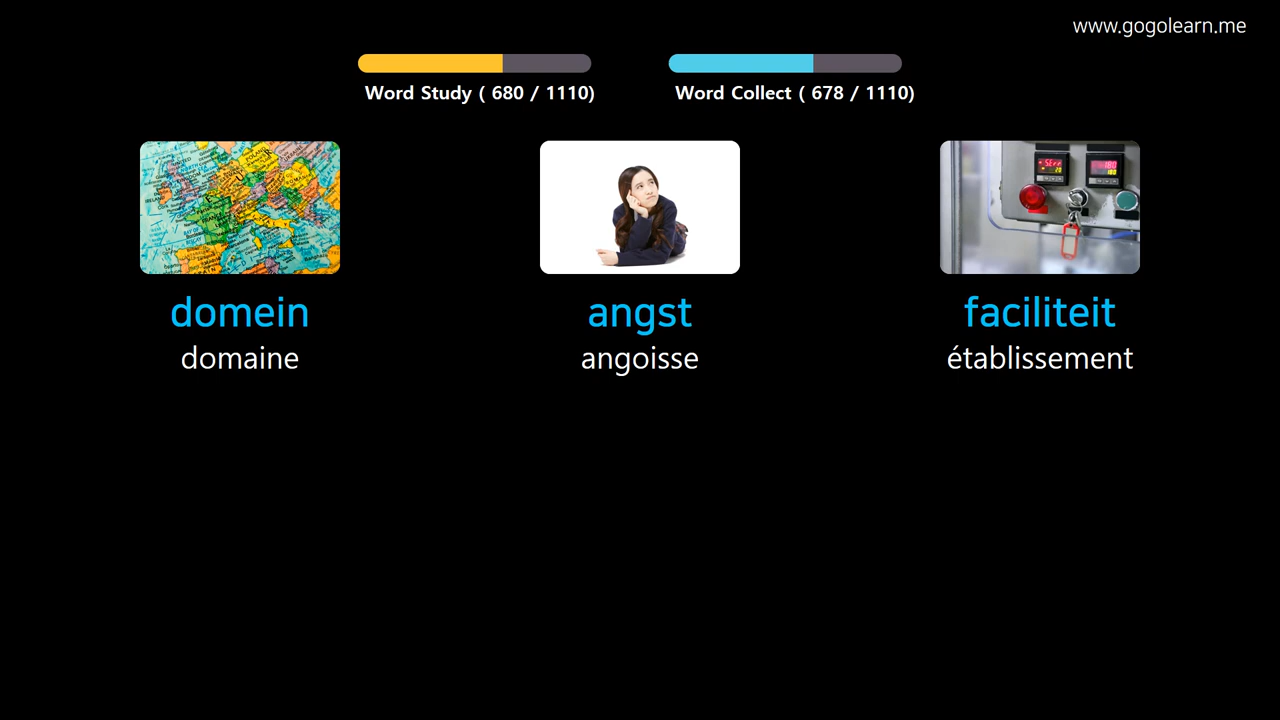 www.gogolearn.me
Word Study ( 680 / 1110)
Word Collect ( 678 / 1110)
domein
domaine
angst
angoisse
faciliteit
établissement